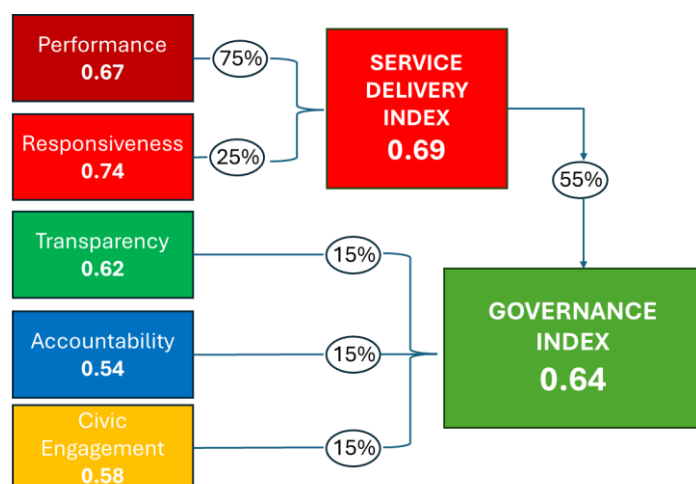 Performance
0.67
75%
Responsiveness
0.74
25%
SERVICE
DELIVERY
INDEX
0.69
55%
Transparency
0.62
15%
Accountability
0.54
15%
Civic
Engagement
0.58
15%
GOVERNANCE
INDEX
0.64